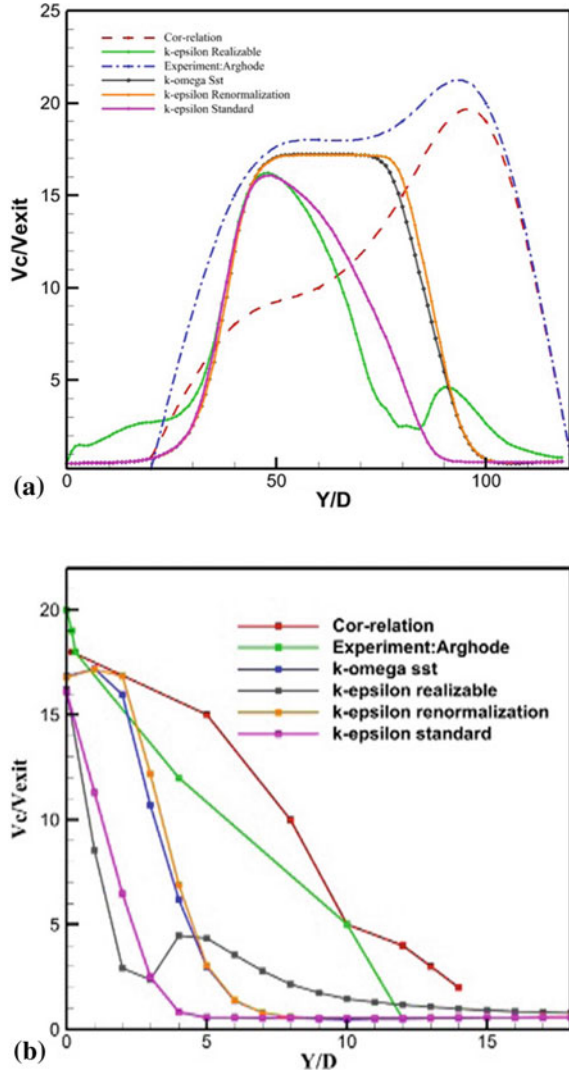 25
20
15
10
5
Vc/Vexit
Cor-relation
k-epsilon Realizable
Experiment:Arghode
k-omega Sst
k-epsilon Renormalization
k-epsilon Standard
0
50
100
Y/D
(a)
20
15
10
5
0
Vc/Vexit
Cor-relation
Experiment:Arghode
k-omega sst
k-epsilon realizable
k-epsilon renormalization
k-epsilon standard
0
5
10
15
Y/D
(b)